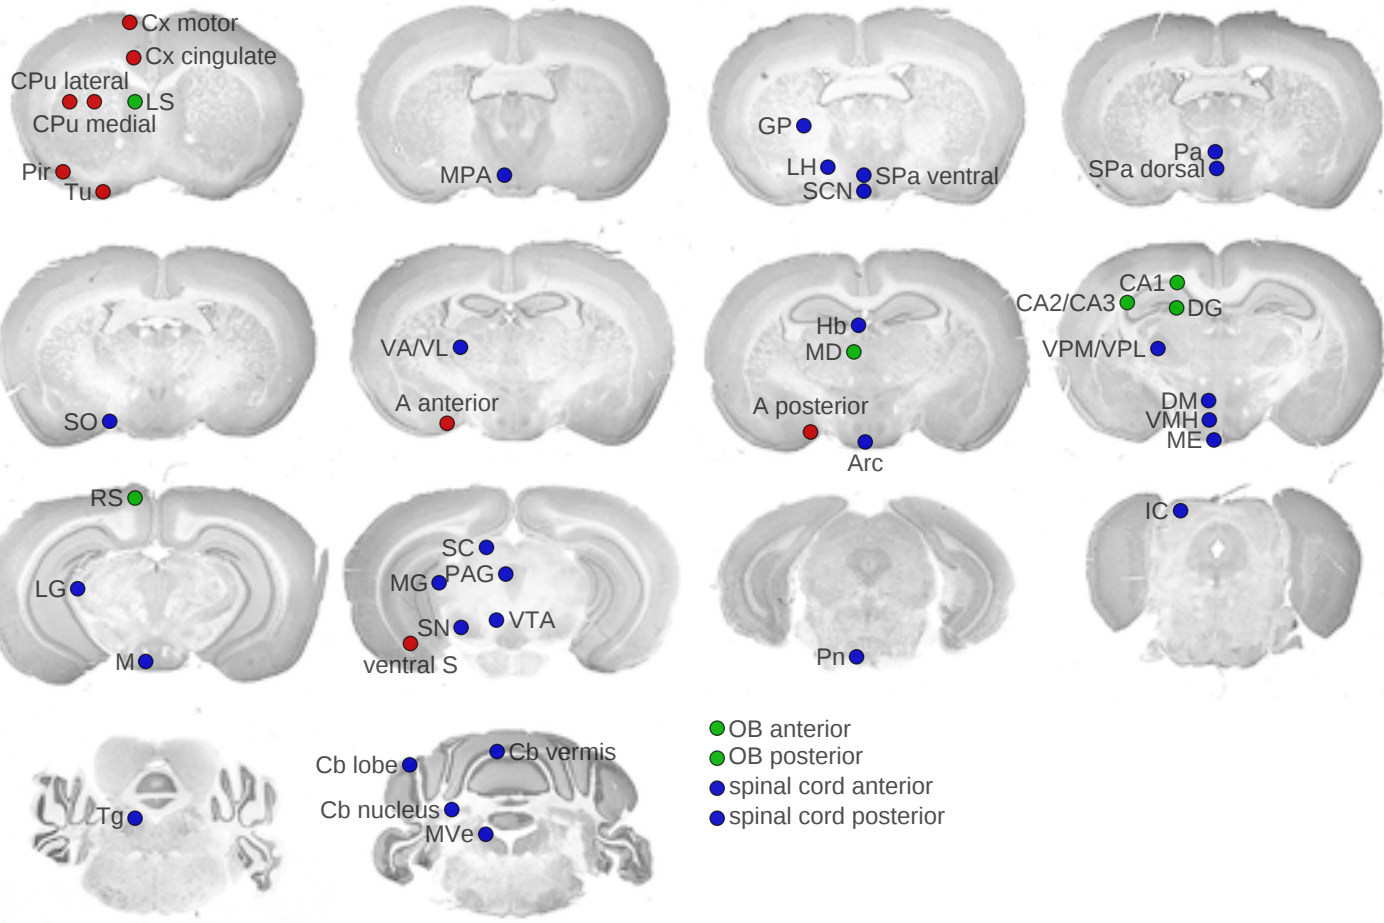 Cx motor
Cx cingulate
CPu lateral
LS
CPu medial
Pir
Tu
MPA
GP
LH
SPa ventral
SCN
Pa
SPa dorsal
SO
VA/VL
A anterior
Hb
MD
A posterior
Arc
CA1
CA2/CA3
DG
VPM/VPL
DM
VMH
ME
RS
LG
M
SC
MG
PAG
SN
VTA
ventral S
Pn
IC
Tg
Cb lobe
Cb vermis
Cb nucleus
MVe
OB anterior
OB posterior
spinal cord anterior
spinal cord posterior